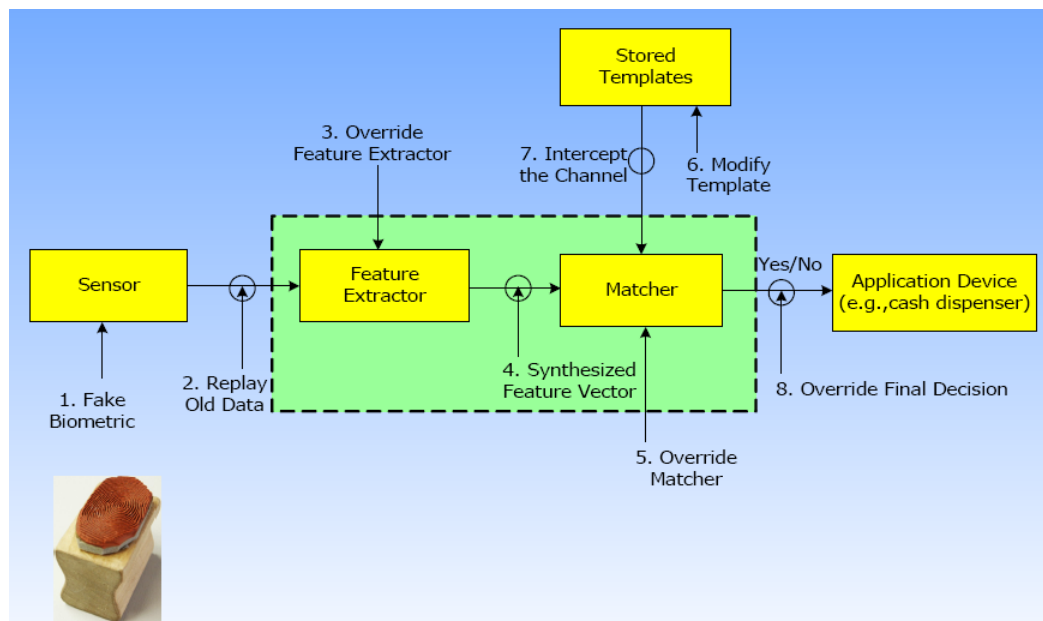 Stored
Templates
3. Override
Feature Extractor
7. Intercept
the Channel
6. Modify
Template
Sensor
Feature
Extractor
Matcher
Yes/No
Application Device
(e.g.,cash dispenser)
1. Fake
Biometric
2. Replay
Old Data
4. Synthesized
Feature Vector
8. Override Final Decision
5. Override
Matcher